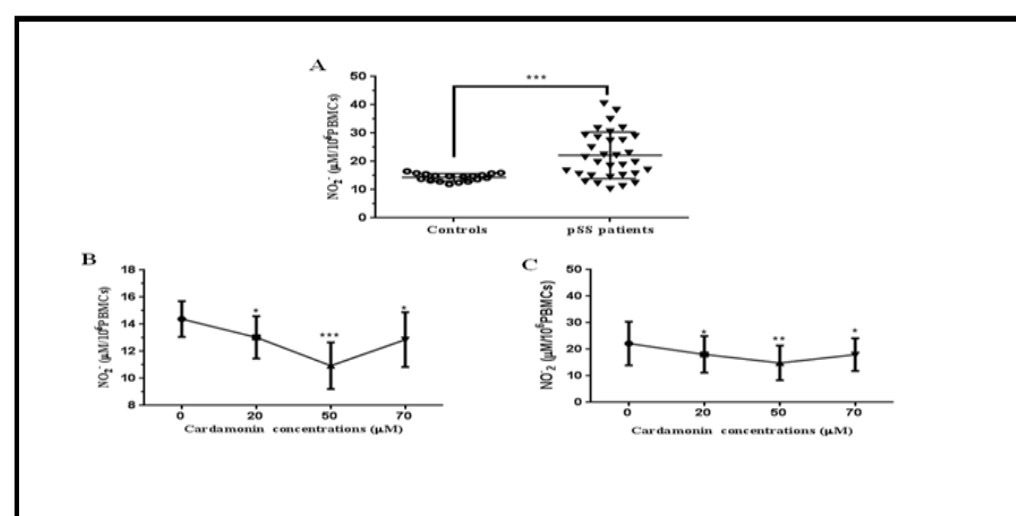 A
***
50
40
30
20
10
0
NO₂⁻ (μM/10⁶PBMCs)
Controls pSS patients
B
18
16
14
12
10
8
NO₂⁻ (μM/10⁶PBMCs)
* *** *
0 20 50 70
Cardamonin concentrations (μM)
C
50
40
30
20
10
0
NO⁻₂ (μM/10⁶PBMCs)
* ** *
0 20 50 70
Cardamonin concentrations (μM)